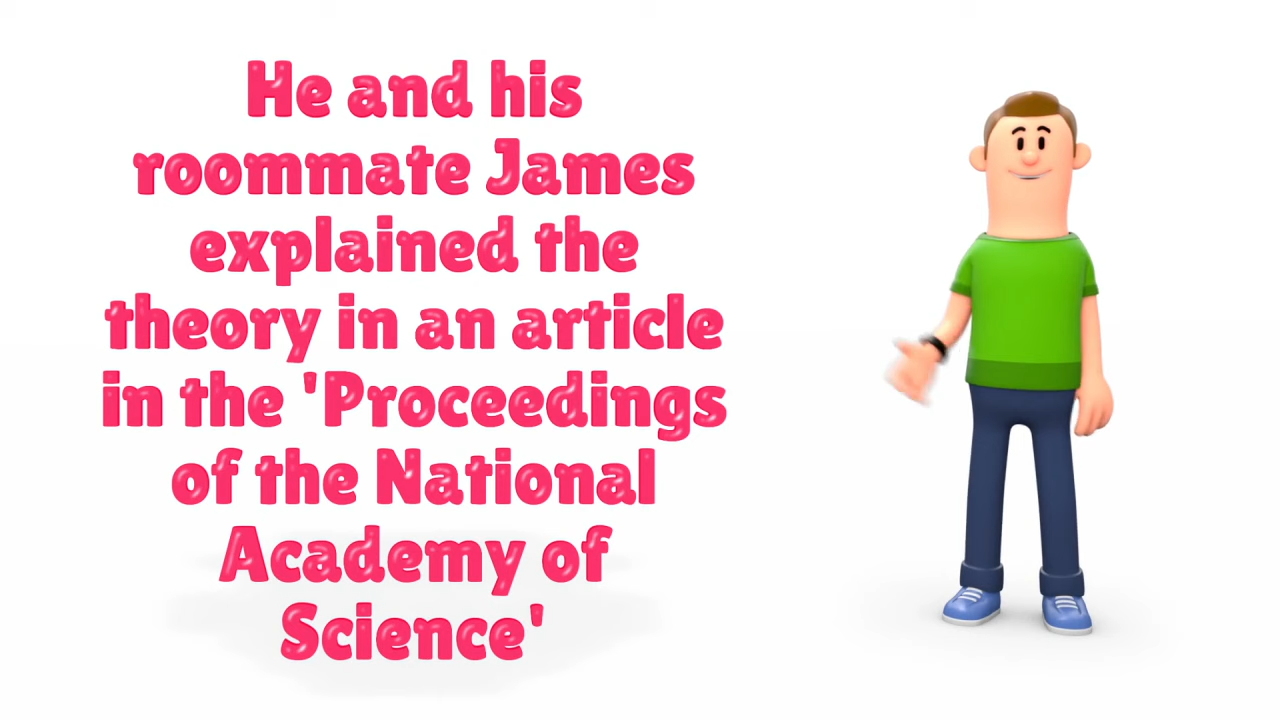 He and his
roommate James
explained the
theory in an article
in the 'Proceedings
of the National
Academy of
Science'